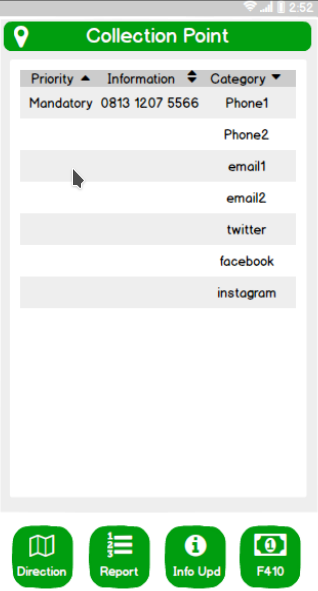 2:52
Collection Point
Priority Information Category
Mandatory 0813 1207 5566 Phone1
Phone2
email1
email2
twitter
facebook
instagram
Direction Report Info Upd F410